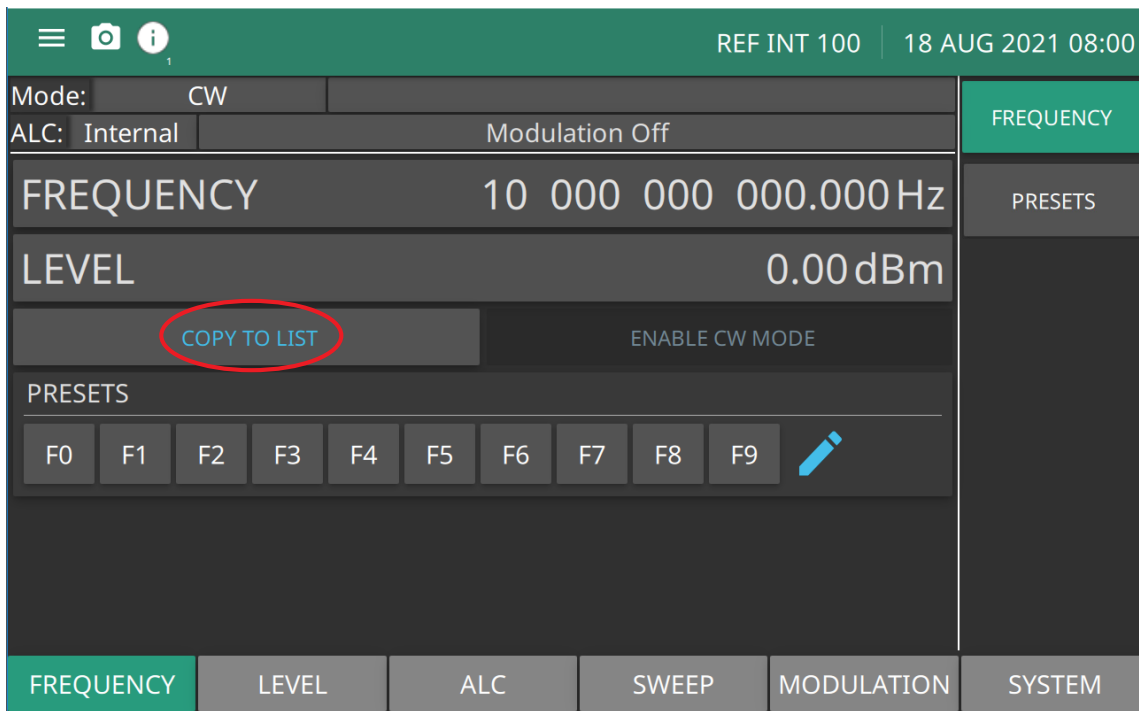 i
1
REF INT 100
18 AUG 2021 08:00
Mode: CW
ALC: Internal Modulation Off
FREQUENCY
PRESETS
FREQUENCY 10 000 000 000.000 Hz
LEVEL 0.00 dBm
COPY TO LIST ENABLE CW MODE
PRESETS
F0 F1 F2 F3 F4 F5 F6 F7 F8 F9
FREQUENCY LEVEL ALC SWEEP MODULATION SYSTEM